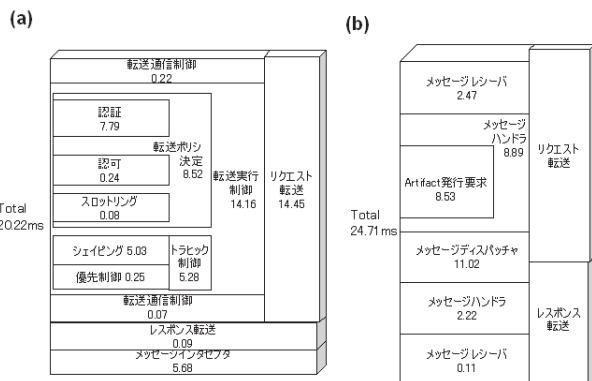 (a)
転送通信制御
0.22
認証
7.79
認可
0.24
スロットリング
0.08
転送ポリシ
決定
8.52
転送実行
制御
14.16
リクエスト
転送
14.45
Total
20.22ms
シェイピング 5.03
優先制御 0.25
トラヒック
制御
5.28
転送通信制御
0.07
レスポンス転送
0.09
メッセージインタセプタ
5.68
(b)
メッセージレシーバ
2.47
メッセージ
ハンドラ
8.89
Artifact発行要求
8.53
リクエスト
転送
Total
24.71ms
メッセージディスパッチャ
11.02
メッセージハンドラ
2.22
メッセージレシーバ
0.11
レスポンス
転送